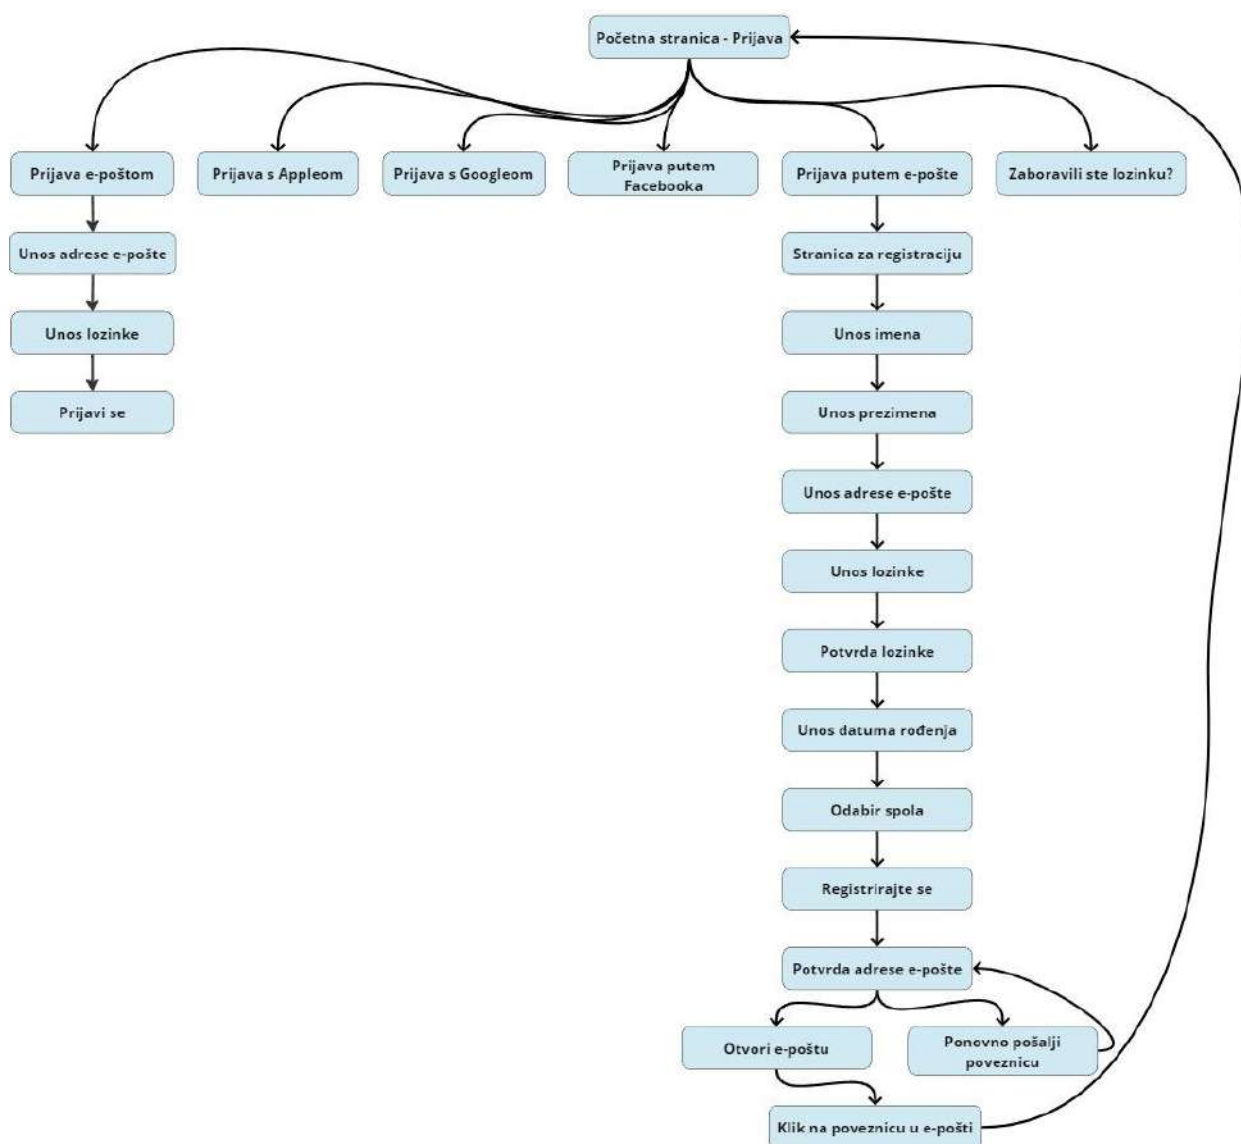 Početna stranica - Prijava
Prijava e-poštom
Prijava s Appleom
Prijava s Googleom
Prijava putem
Facebooka
Prijava putem e-pošte
Zaboravili ste lozinku?
Unos adrese e-pošte
Stranica za registraciju
Unos lozinke
Unos imena
Prijavi se
Unos prezimena
Unos adrese e-pošte
Unos lozinke
Potvrda lozinke
Unos datuma rođenja
Odabir spola
Registrirajte se
Potvrda adrese e-pošte
Otvori e-poštu
Ponovno pošalji
poveznicu
Klik na poveznicu u e-pošti